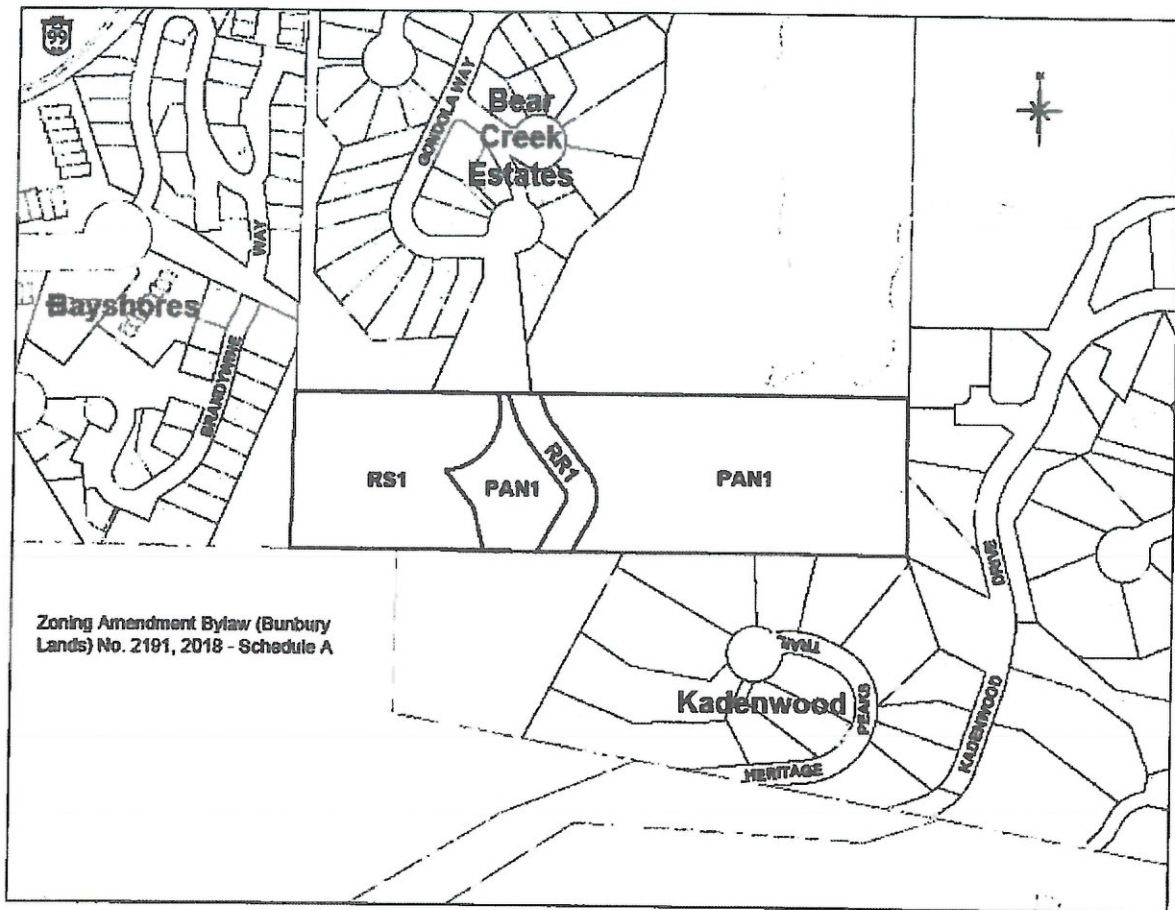 99
GONDOLA WAY
Bear
Creek
Estates
WAY
Bayshores
BRANDYWINE
RS1
PAN1
RR1
PAN1
DRIVE
Zoning Amendment Bylaw (Bunbury
Lands) No. 2191, 2018 - Schedule A
TRAIL
Kadenwood
PEAKS
KADENWOOD
HERITAGE